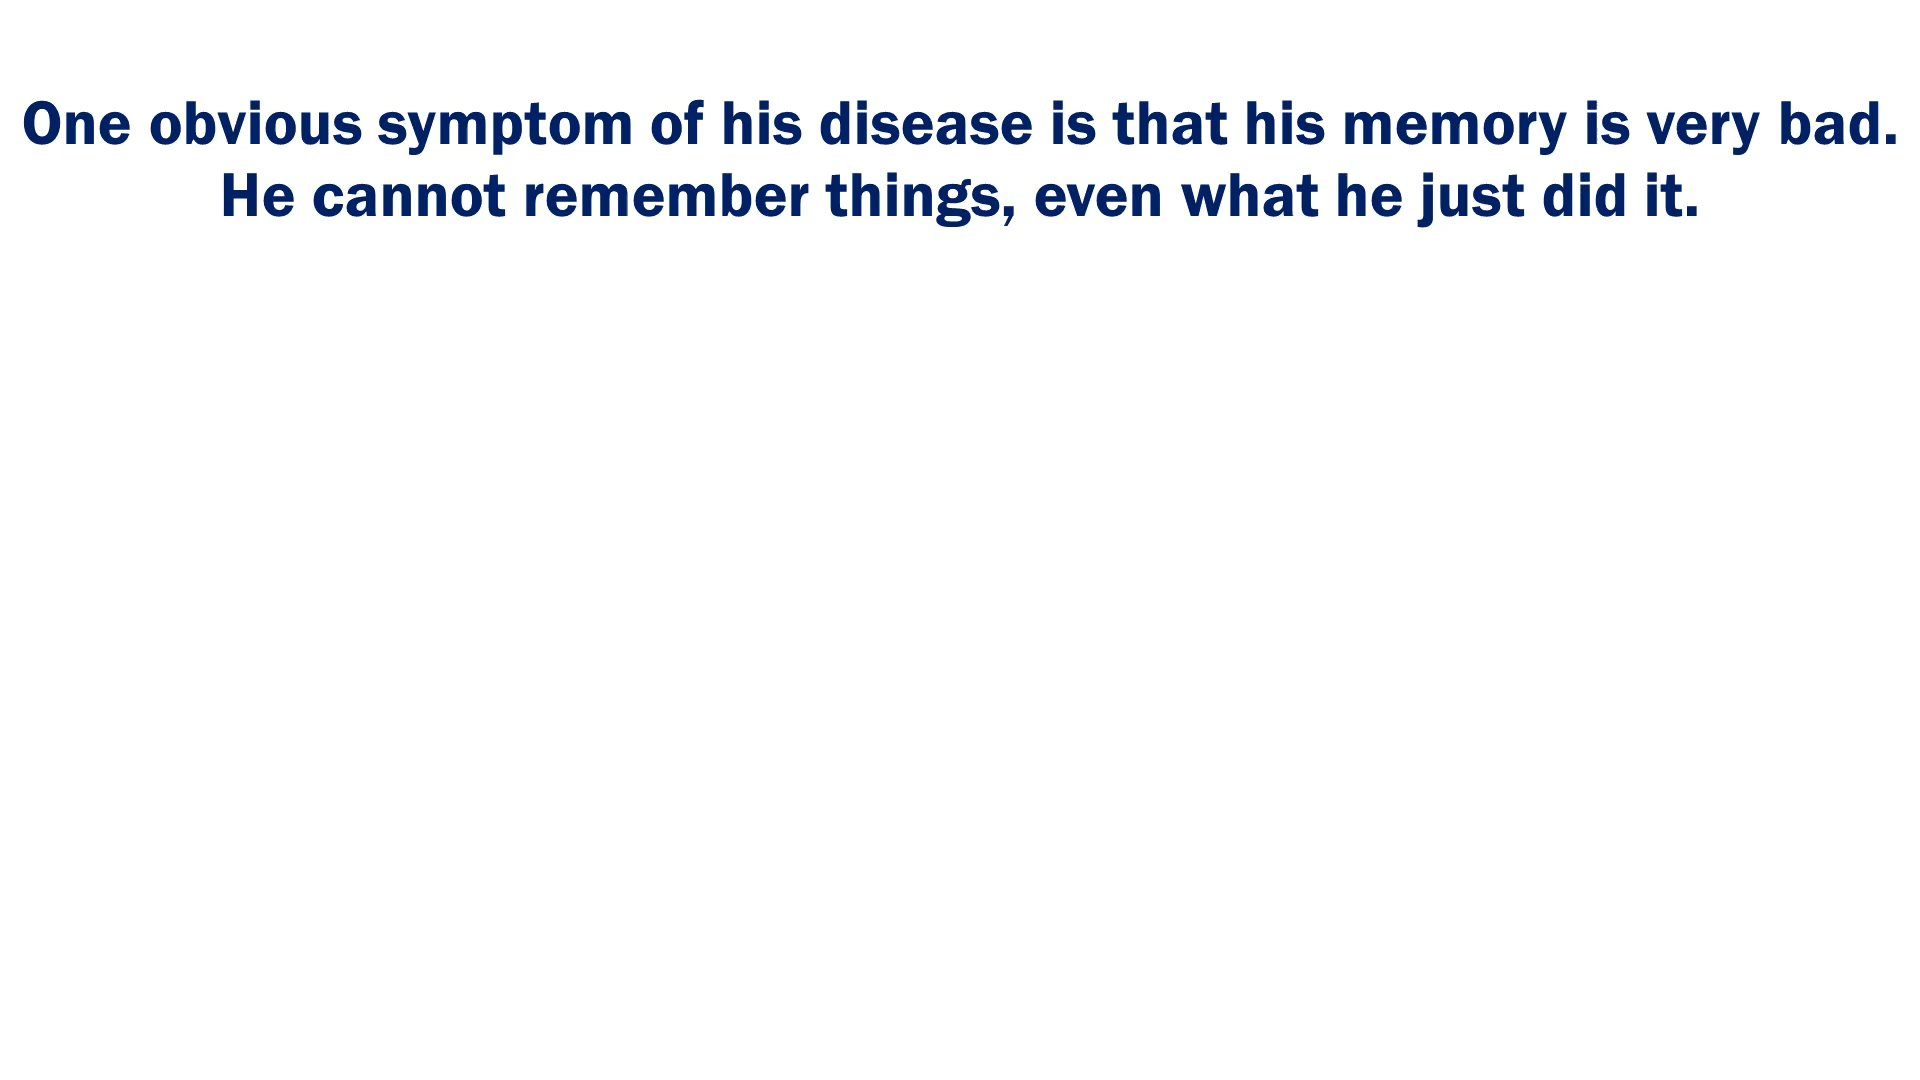 One obvious symptom of his disease is that his memory is very bad.
He cannot remember things, even what he just did it.